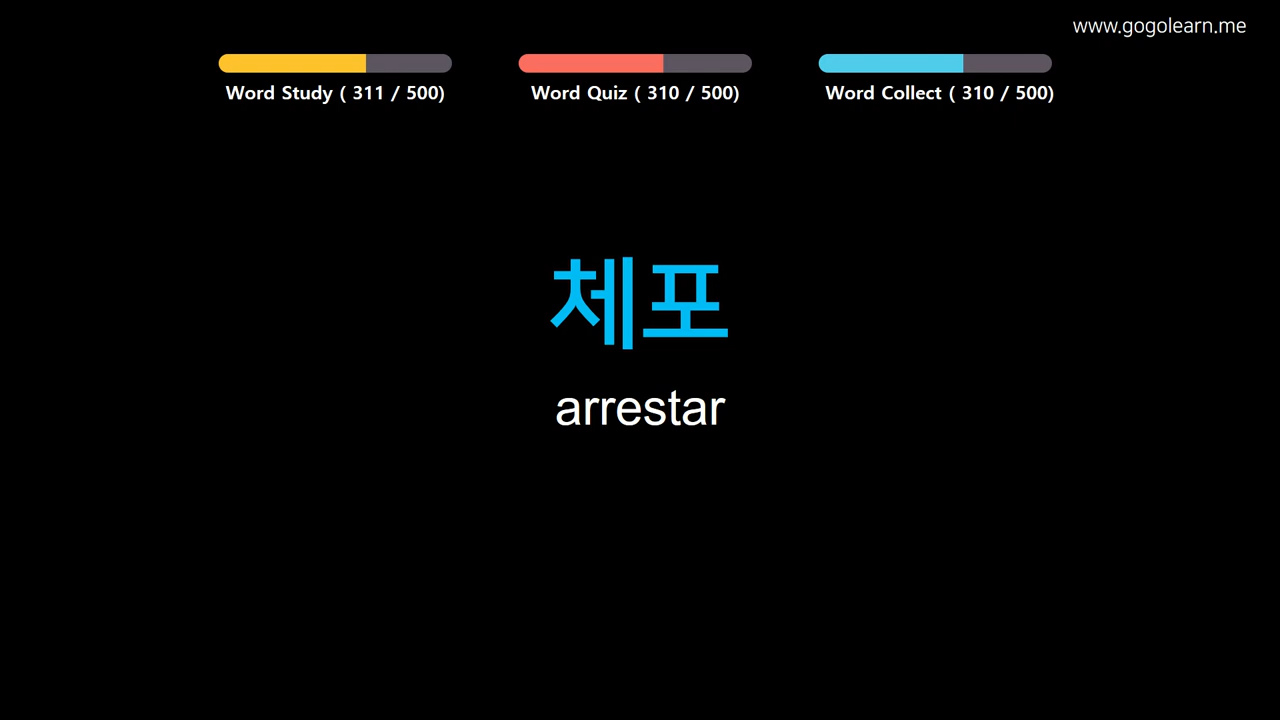 www.gogolearn.me
Word Study ( 311 / 500)
Word Quiz ( 310 / 500)
Word Collect ( 310 / 500)
체포
arrestar